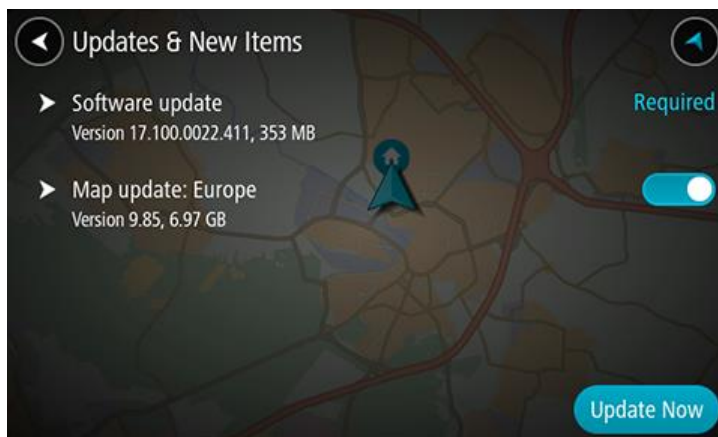 Updates & New Items
Software update
Required
Version 17.100.0022.411, 353 MB
Map update: Europe
Version 9.85, 6.97 GB
Update Now